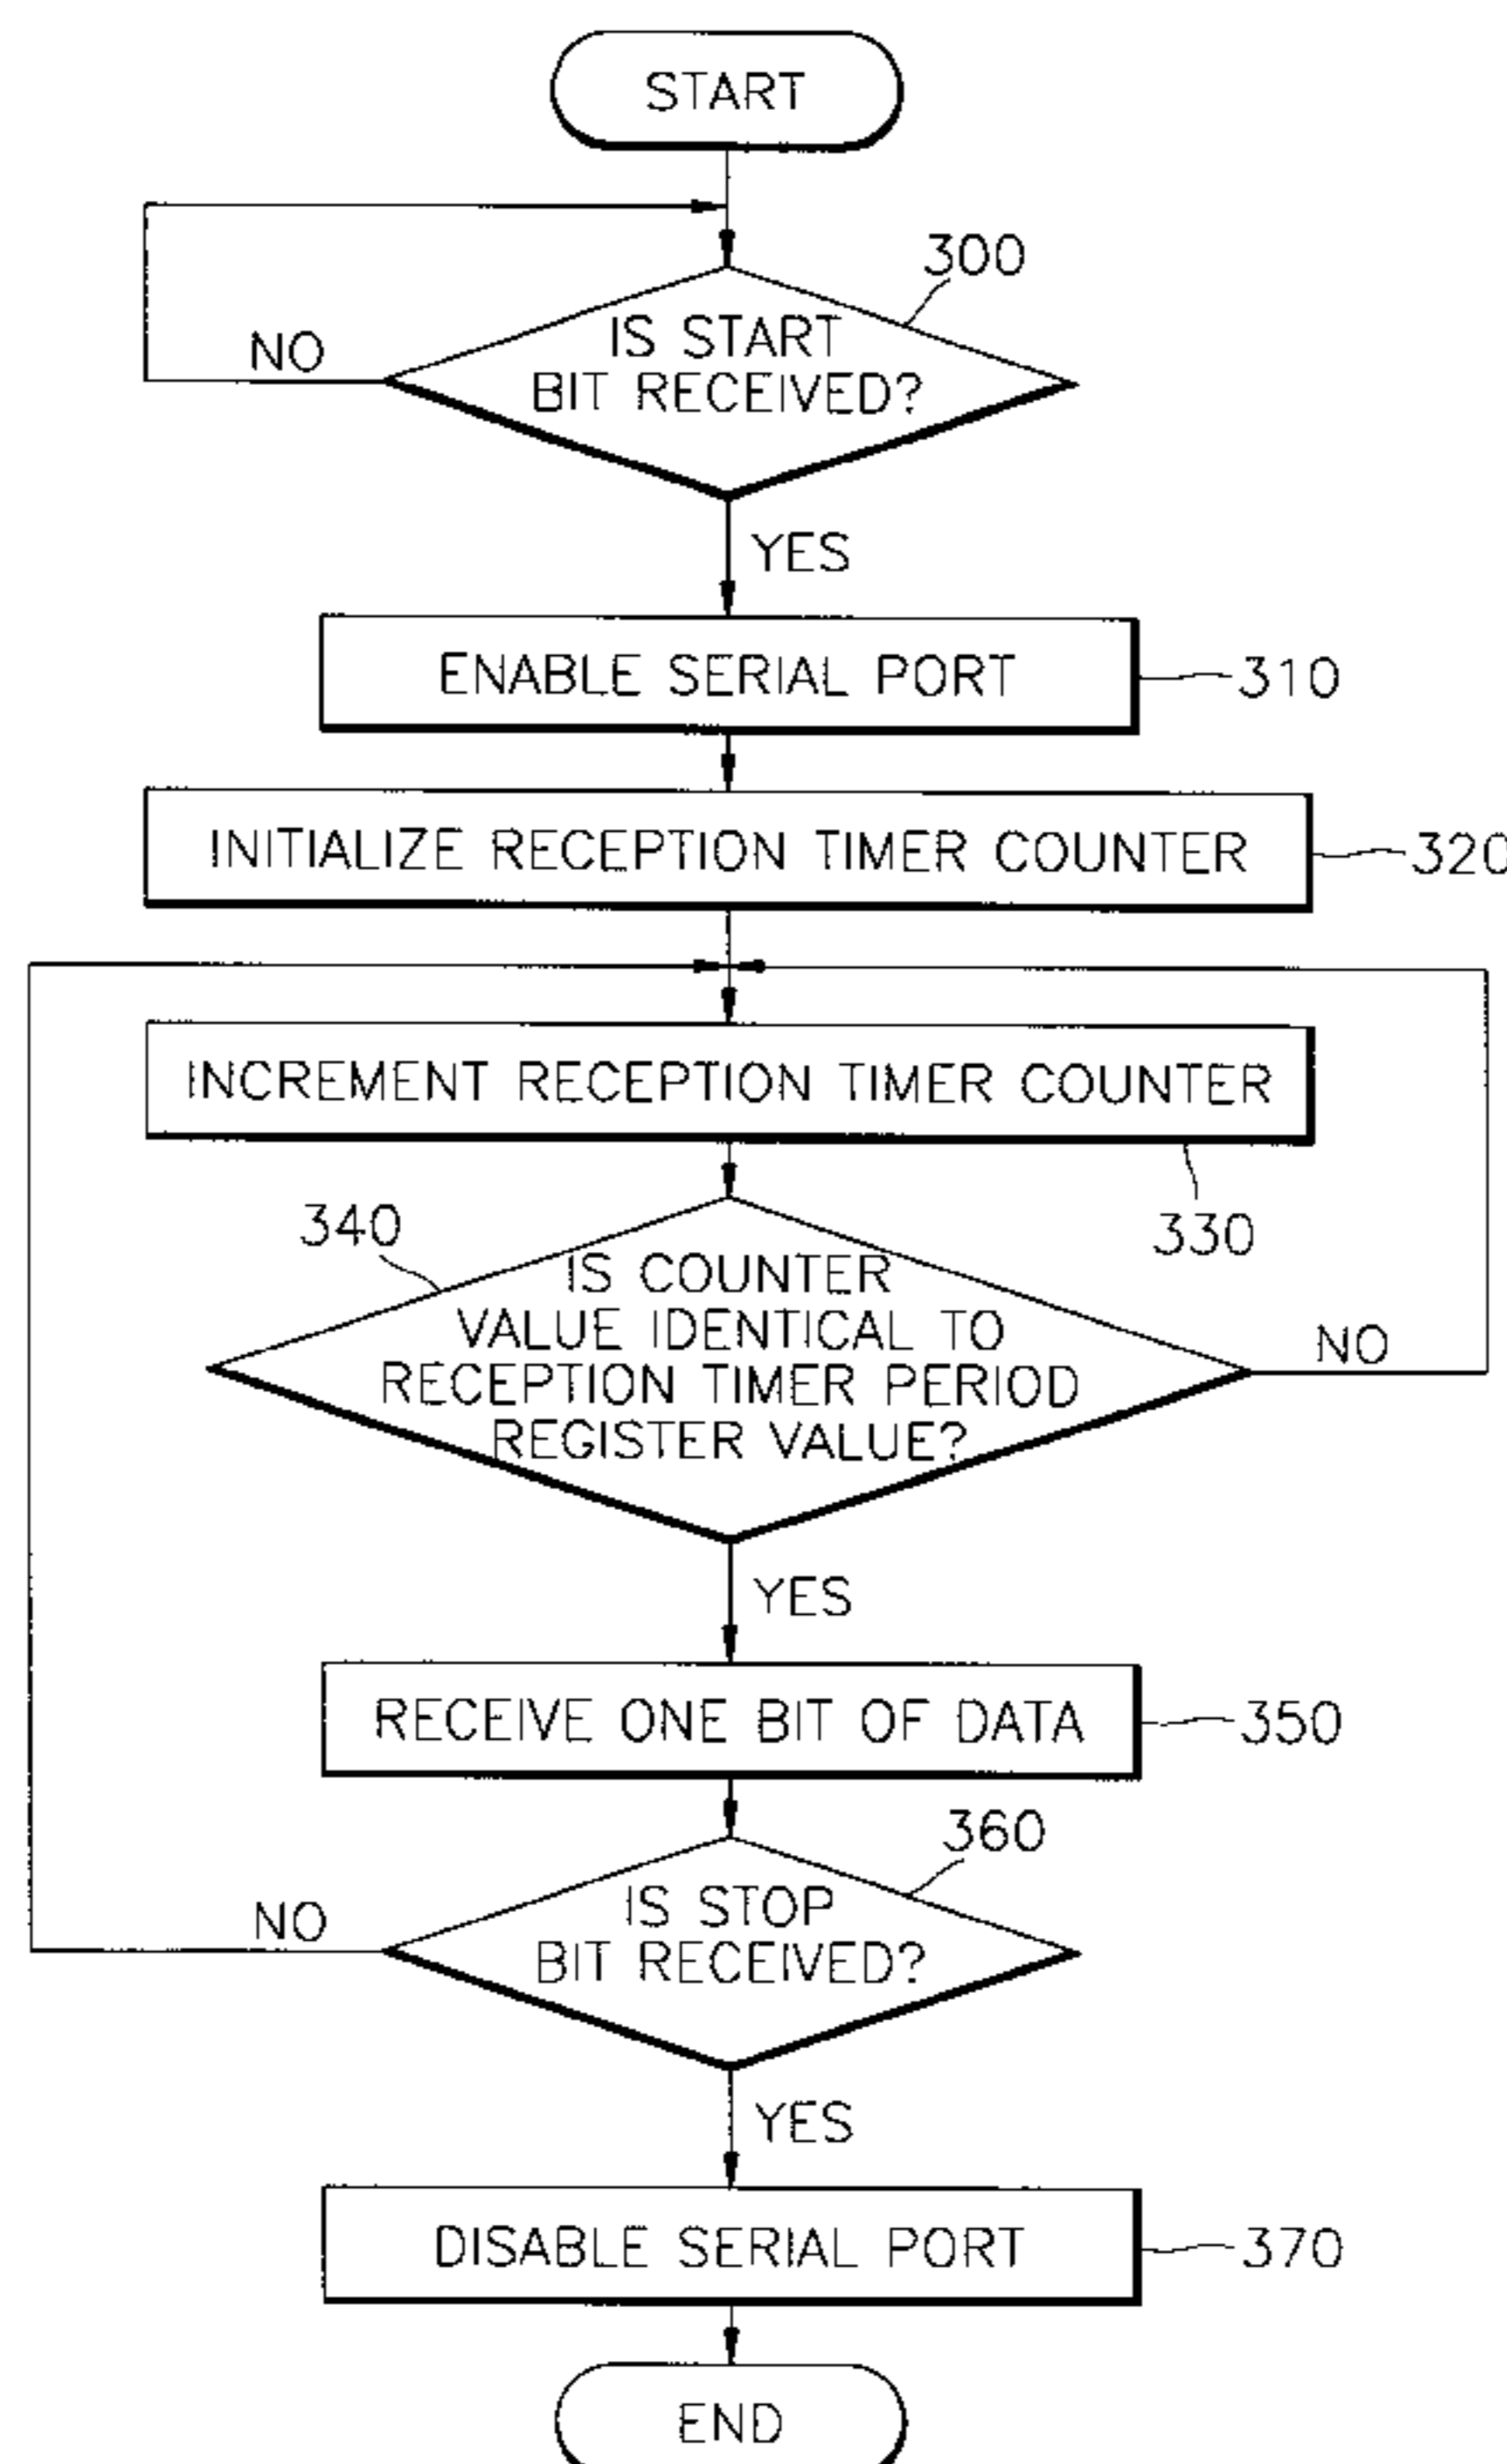 START
300
IS START
BIT RECEIVED?
NO
YES
ENABLE SERIAL PORT
310
INITIALIZE RECEPTION TIMER COUNTER
320
INCREMENT RECEPTION TIMER COUNTER
330
340
IS COUNTER
VALUE IDENTICAL TO
RECEPTION TIMER PERIOD
REGISTER VALUE?
NO
YES
RECEIVE ONE BIT OF DATA
350
360
IS STOP
BIT RECEIVED?
NO
YES
DISABLE SERIAL PORT
370
END